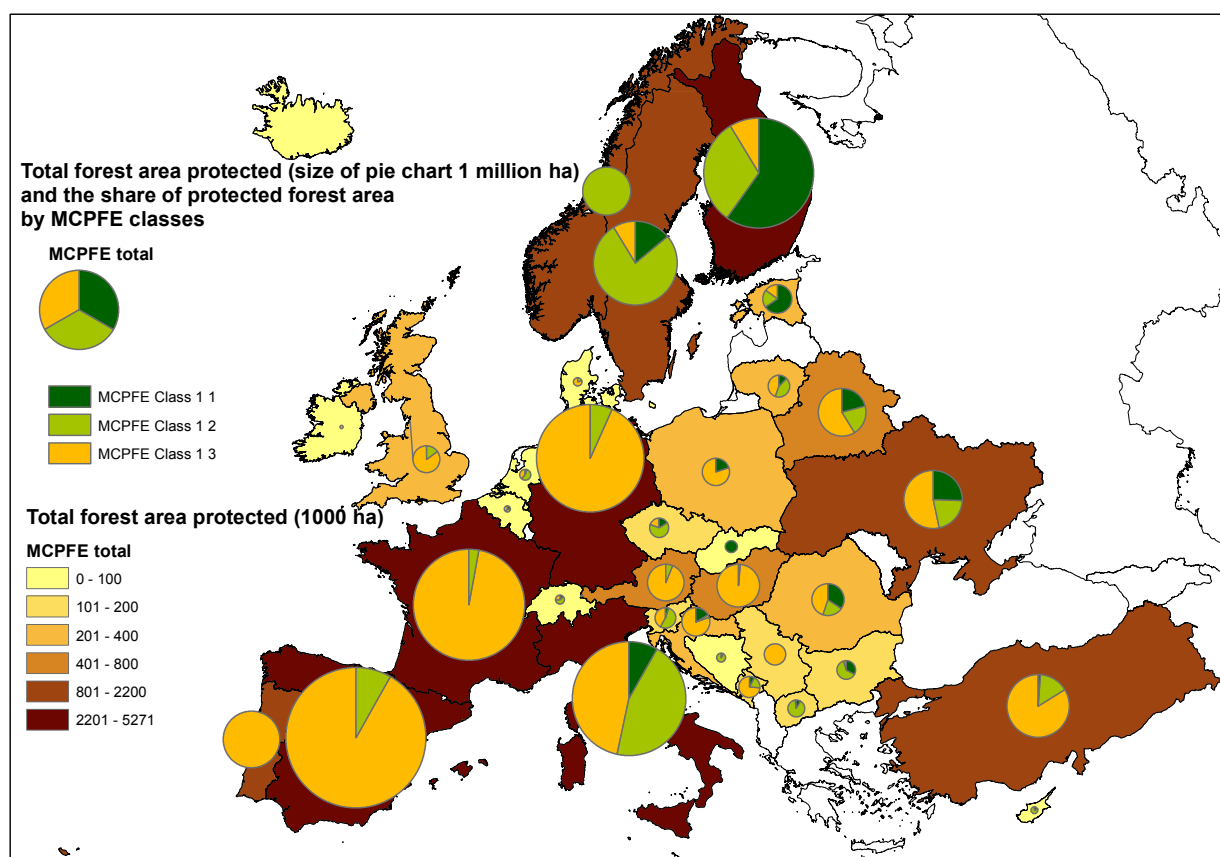 Total forest area protected (size of pie chart 1 million ha)
and the share of protected forest area
by MCPFE classes
MCPFE total
MCPFE Class 1 1
MCPFE Class 1 2
MCPFE Class 1 3
Total forest area protected (1000 ha)
MCPFE total
0 - 100
101 - 200
201 - 400
401 - 800
801 - 2200
2201 - 5271